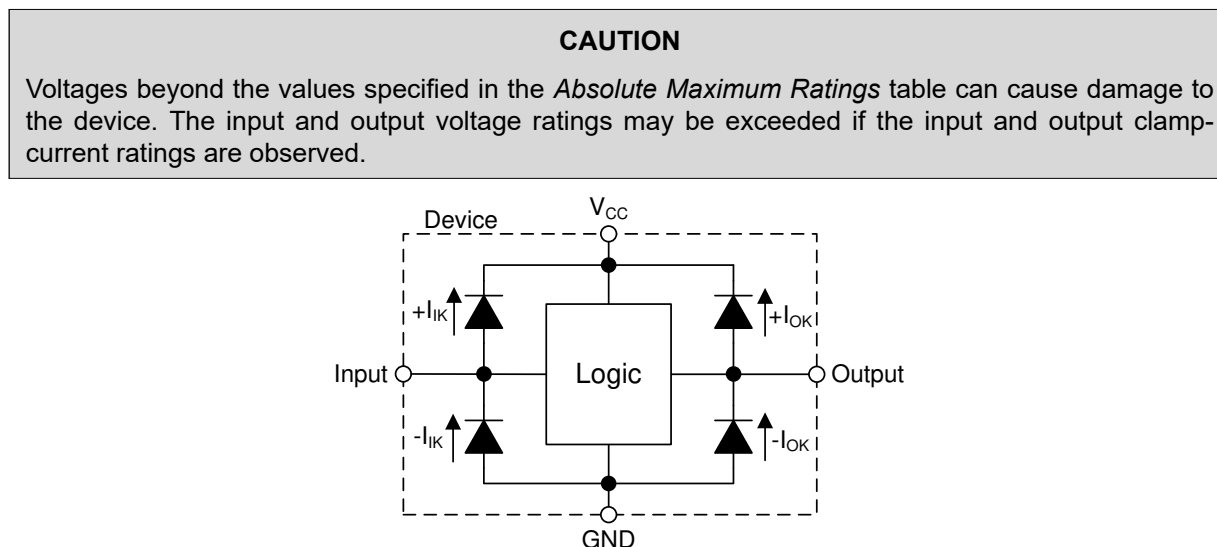 CAUTION
Voltages beyond the values specified in the Absolute Maximum Ratings table can cause damage to
the device. The input and output voltage ratings may be exceeded if the input and output clamp-
current ratings are observed.
VCC
Device
+IIK
+IOK
Input
Logic
Output
-IIK
-IOK
GND